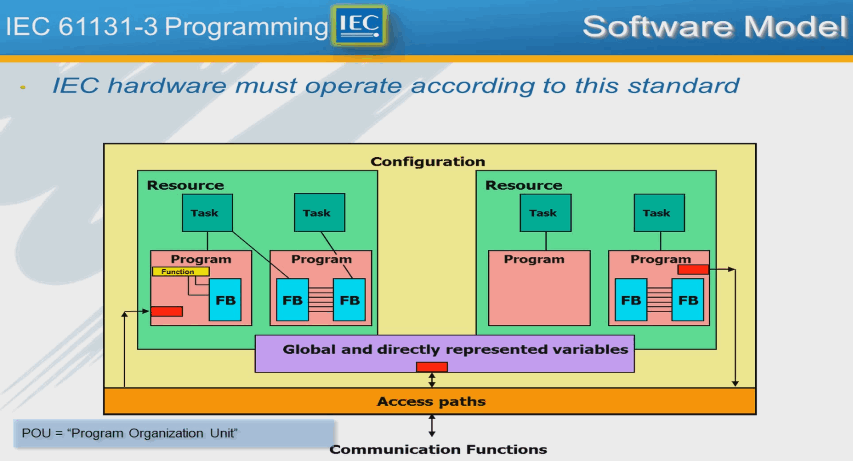 IEC 61131-3 Programming IEC Software Model
IEC hardware must operate according to this standard
Configuration
Resource Resource
Task Task Task Task
Program Program Program Program
Function
FB FB FB FB FB
Global and directly represented variables
Access paths
POU = "Program Organization Unit"
Communication Functions